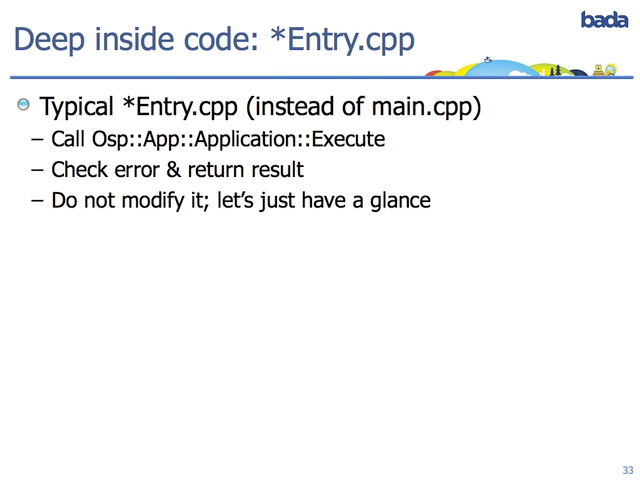 bada
Deep inside code: *Entry.cpp
Typical *Entry.cpp (instead of main.cpp)
– Call Osp::App::Application::Execute
– Check error & return result
– Do not modify it; let’s just have a glance
33